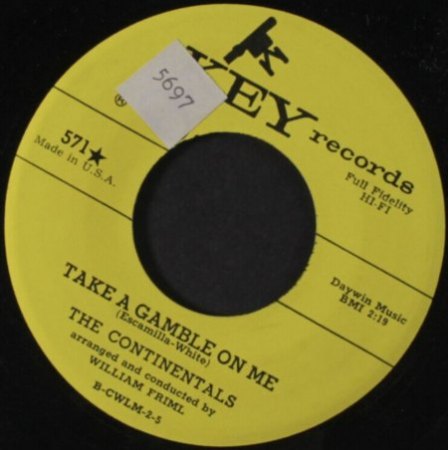 KEY records
®
5697
571★
Made in U.S.A.
Full Fidelity
HI-FI
Daywin Music
BMI 2:19
TAKE A GAMBLE ON ME
(Escamilla-White)
THE CONTINENTALS
arranged and conducted by
WILLIAM FRIML
B-CWLM-2-5